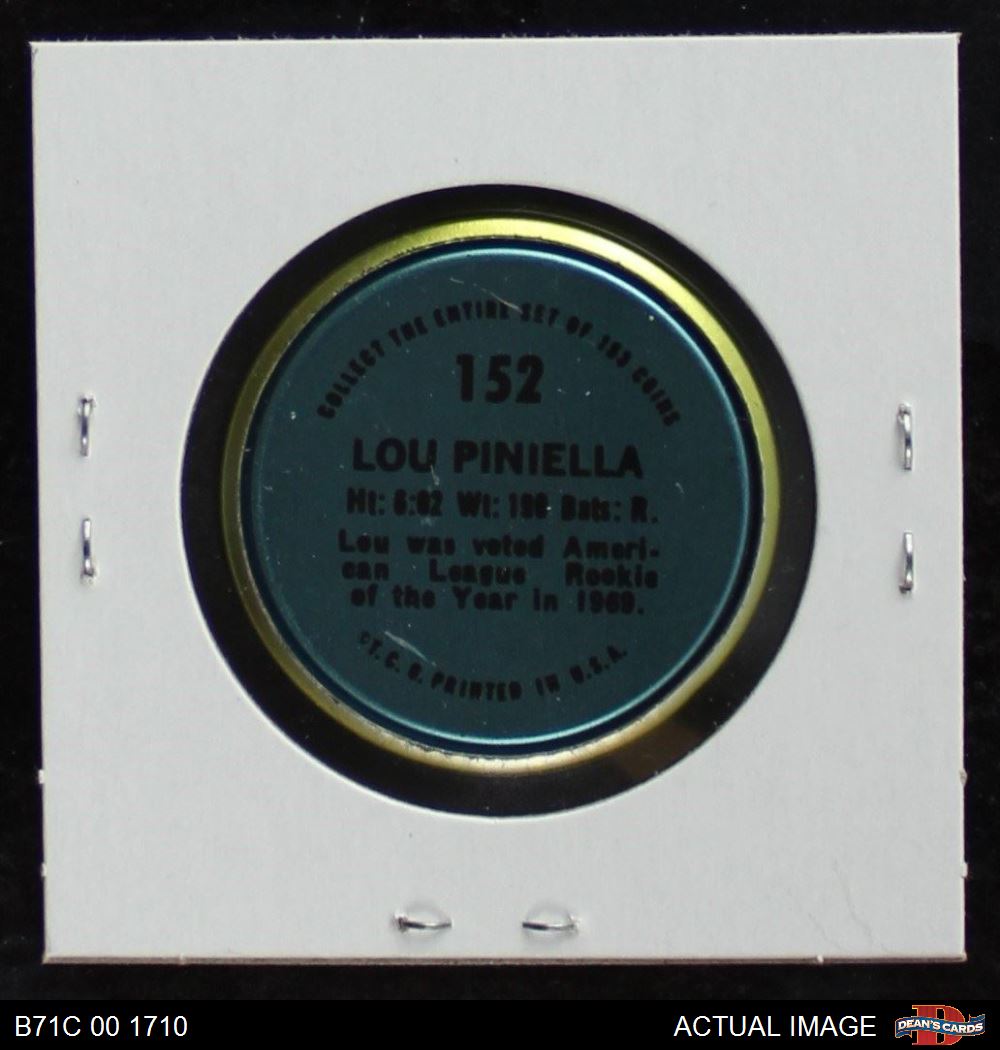 COLLECT THE ENTIRE SET OF 153 COINS
152
LOU PINIELLA
Ht: 6:02 Wt: 198 Bats: R.
Lou was voted Ameri-
can League Rookie
of the Year in 1969.
©T. C. G. PRINTED IN U.S.A.
B71C 00 1710
ACTUAL IMAGE
D
DEAN'S CARDS